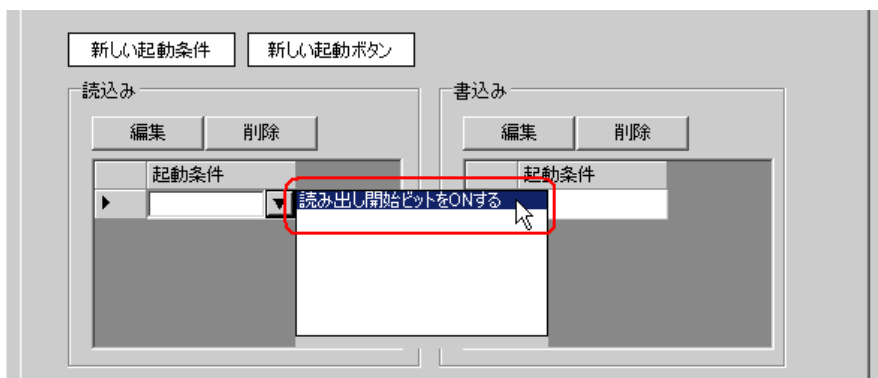 新しい起動条件 新しい起動ボタン
読込み 書込み
編集 削除 編集 削除
起動条件 起動条件
読み出し開始ビットをONする